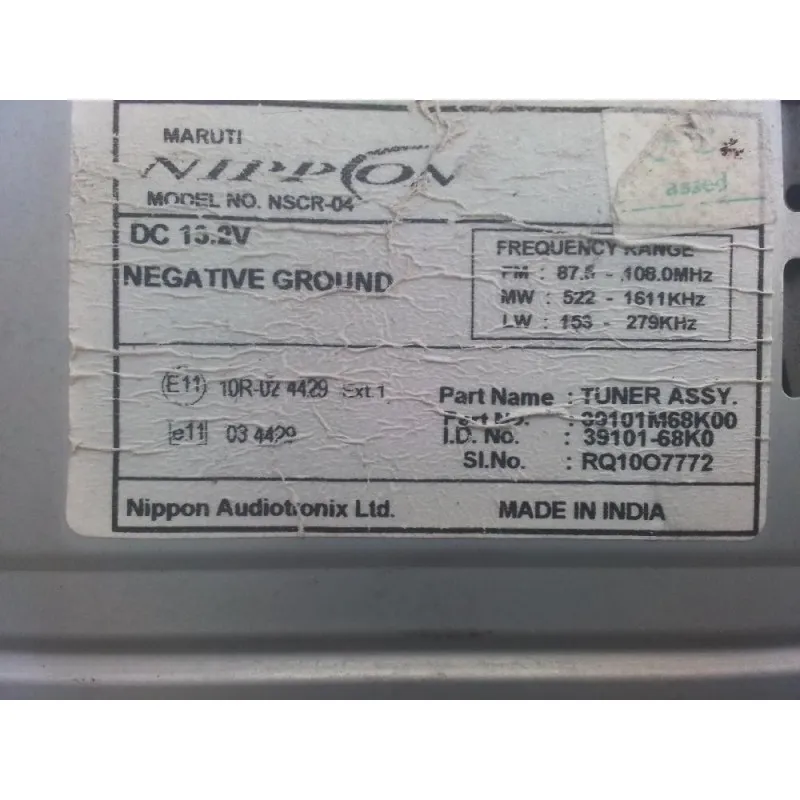 MARUTI
NIPPON
MODEL NO. NSCR-04
assed
DC 13.2V
NEGATIVE GROUND
FREQUENCY RANGE
FM : 87.5 - 108.0MHz
MW : 522 - 1611KHz
LW : 153 - 279KHz
E11 10R-02 4429 Ext.1
e11 03 4429
Part Name : TUNER ASSY.
Part No. : 39101M68K00
I.D. No. : 39101-68K0
SI.No. : RQ10O7772
Nippon Audiotronix Ltd. MADE IN INDIA